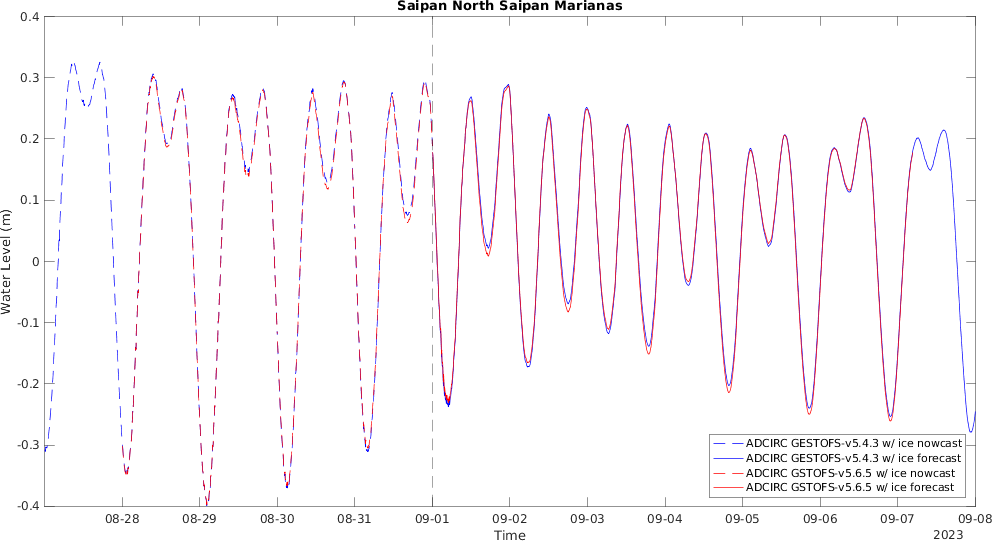 Saipan North Saipan Marianas
0.4
0.3
0.2
0.1
0
-0.1
-0.2
-0.3
-0.4
Water Level (m)
08-28 08-29 08-30 08-31 09-01 09-02 09-03 09-04 09-05 09-06 09-07 09-08
Time
2023
ADCIRC GESTOFS-v5.4.3 w/ ice nowcast
ADCIRC GESTOFS-v5.4.3 w/ ice forecast
ADCIRC GSTOFS-v5.6.5 w/ ice nowcast
ADCIRC GSTOFS-v5.6.5 w/ ice forecast